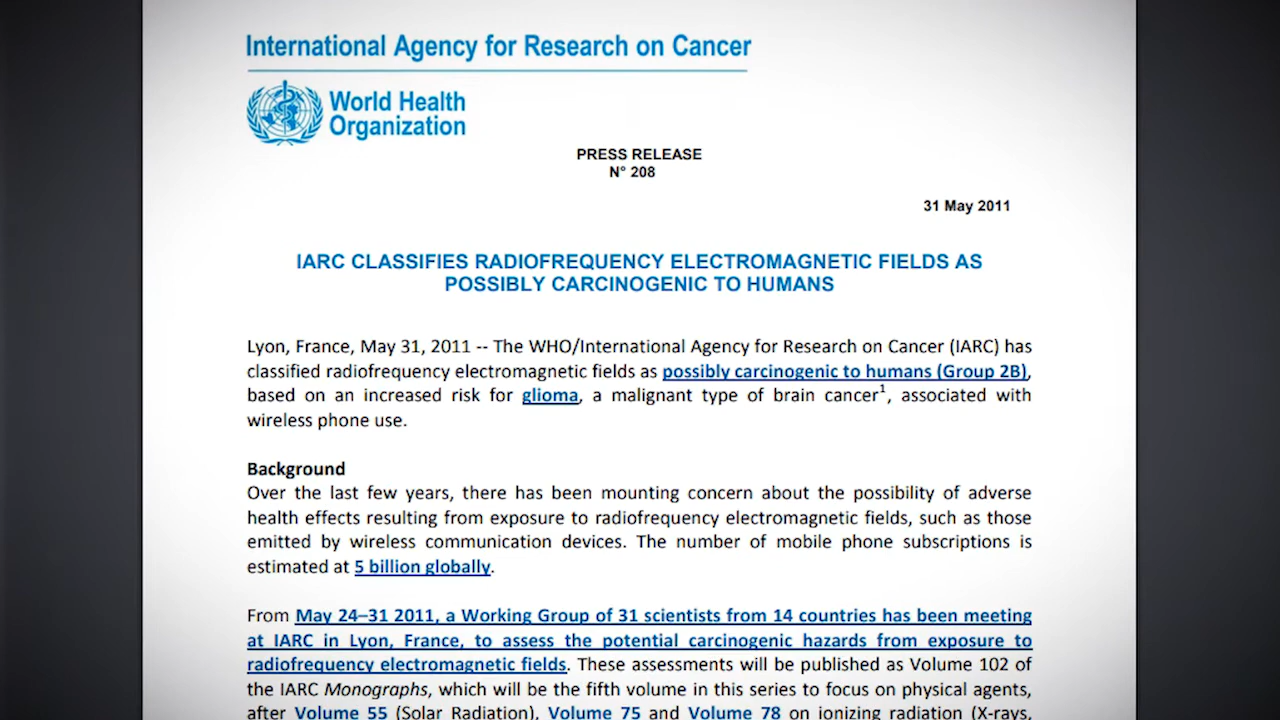 International Agency for Research on Cancer
World Health
Organization
PRESS RELEASE
N° 208
31 May 2011
IARC CLASSIFIES RADIOFREQUENCY ELECTROMAGNETIC FIELDS AS
POSSIBLY CARCINOGENIC TO HUMANS
Lyon, France, May 31, 2011 -- The WHO/International Agency for Research on Cancer (IARC) has
classified radiofrequency electromagnetic fields as possibly carcinogenic to humans (Group 2B),
based on an increased risk for glioma, a malignant type of brain cancer¹, associated with
wireless phone use.
Background
Over the last few years, there has been mounting concern about the possibility of adverse
health effects resulting from exposure to radiofrequency electromagnetic fields, such as those
emitted by wireless communication devices. The number of mobile phone subscriptions is
estimated at 5 billion globally.
From May 24–31 2011, a Working Group of 31 scientists from 14 countries has been meeting
at IARC in Lyon, France, to assess the potential carcinogenic hazards from exposure to
radiofrequency electromagnetic fields. These assessments will be published as Volume 102 of
the IARC Monographs, which will be the fifth volume in this series to focus on physical agents,
after Volume 55 (Solar Radiation), Volume 75 and Volume 78 on ionizing radiation (X-rays,